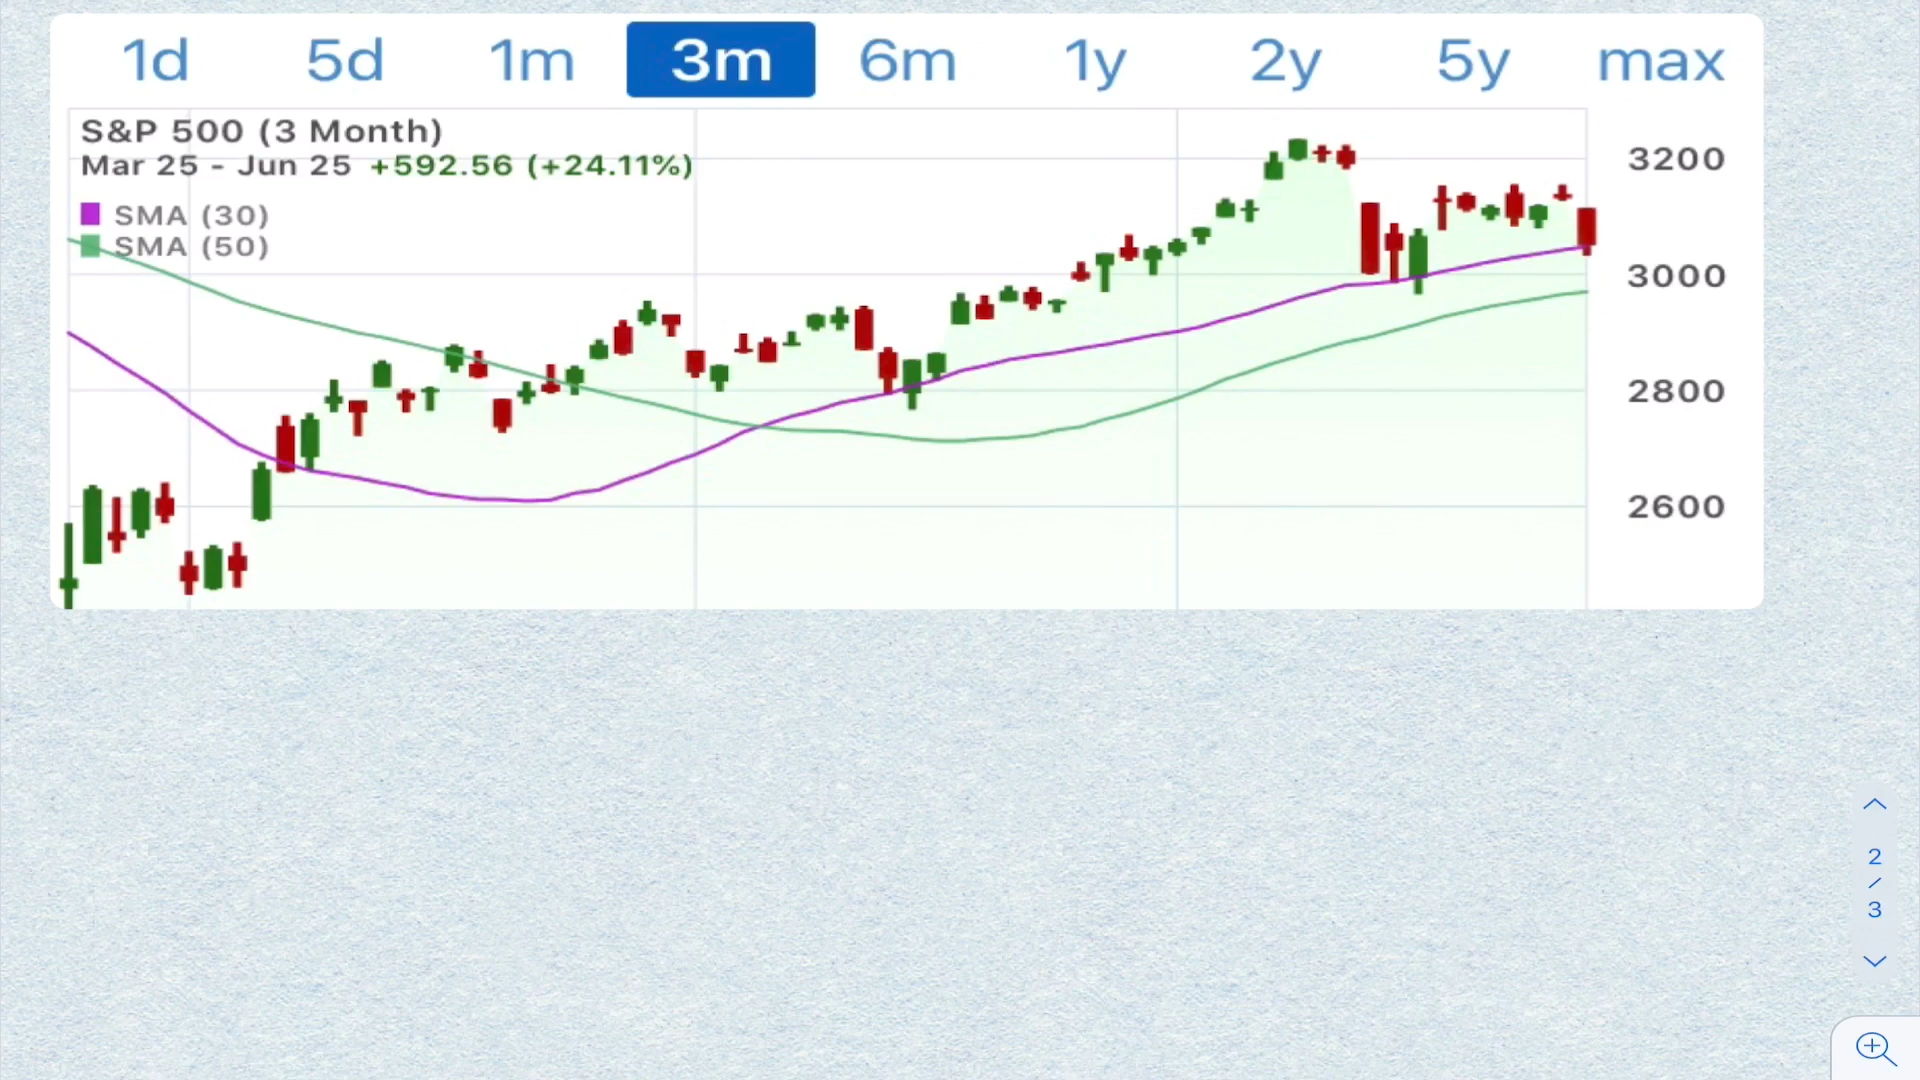 1d 5d 1m 3m 6m 1y 2y 5y max
S&P 500 (3 Month)
Mar 25 - Jun 25 +592.56 (+24.11%)
SMA (30)
SMA (50)
3200
3000
2800
2600
2
/
3